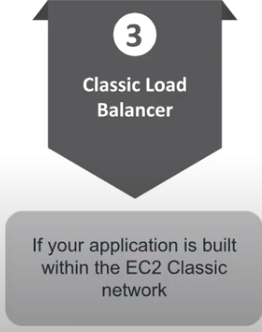 3
Classic Load
Balancer
If your application is built
within the EC2 Classic
network